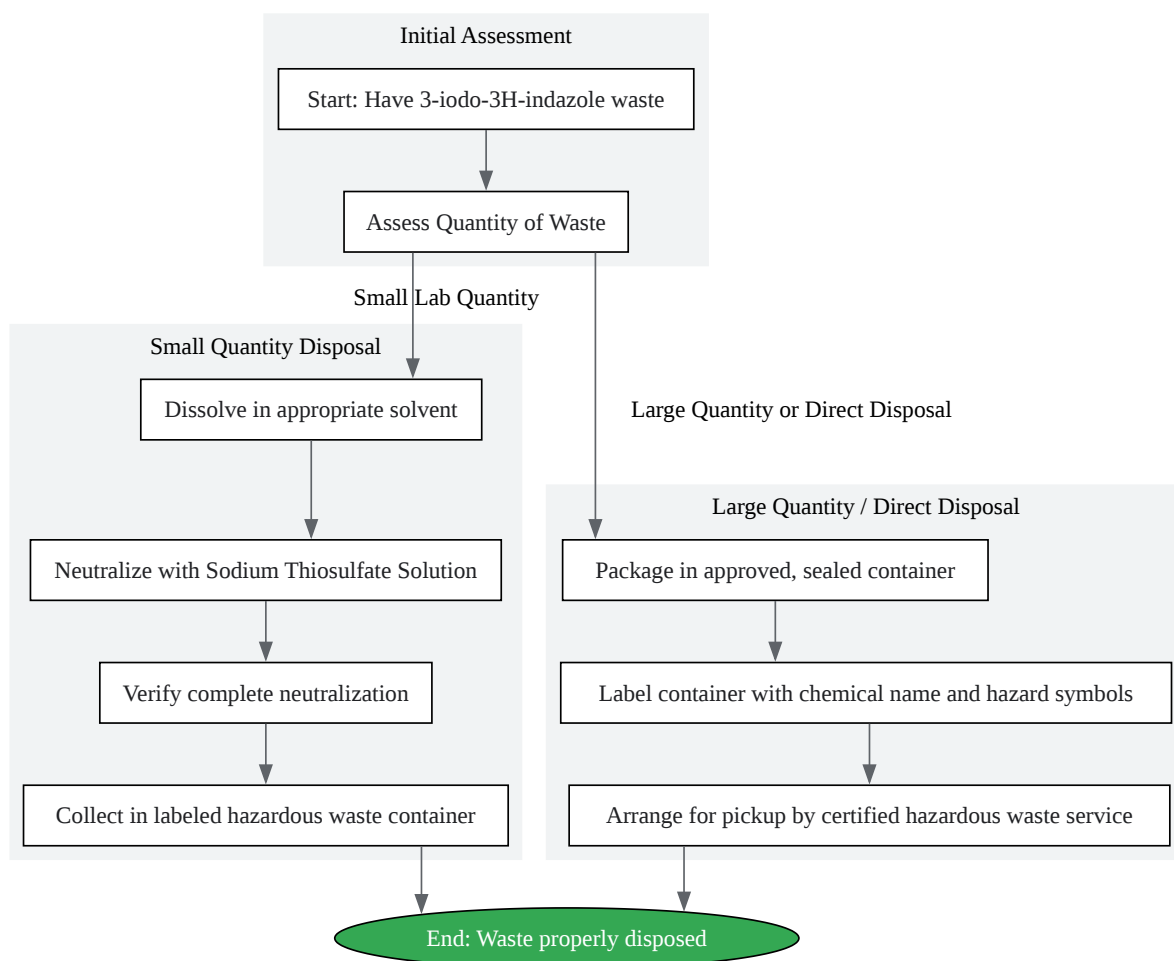 Initial Assessment
Start: Have 3-iodo-3H-indazole waste
Assess Quantity of Waste
Small Lab Quantity
Small Quantity Disposal
Dissolve in appropriate solvent
Large Quantity or Direct Disposal
Large Quantity / Direct Disposal
Neutralize with Sodium Thiosulfate Solution
Package in approved, sealed container
Verify complete neutralization
Label container with chemical name and hazard symbols
Collect in labeled hazardous waste container
Arrange for pickup by certified hazardous waste service
End: Waste properly disposed